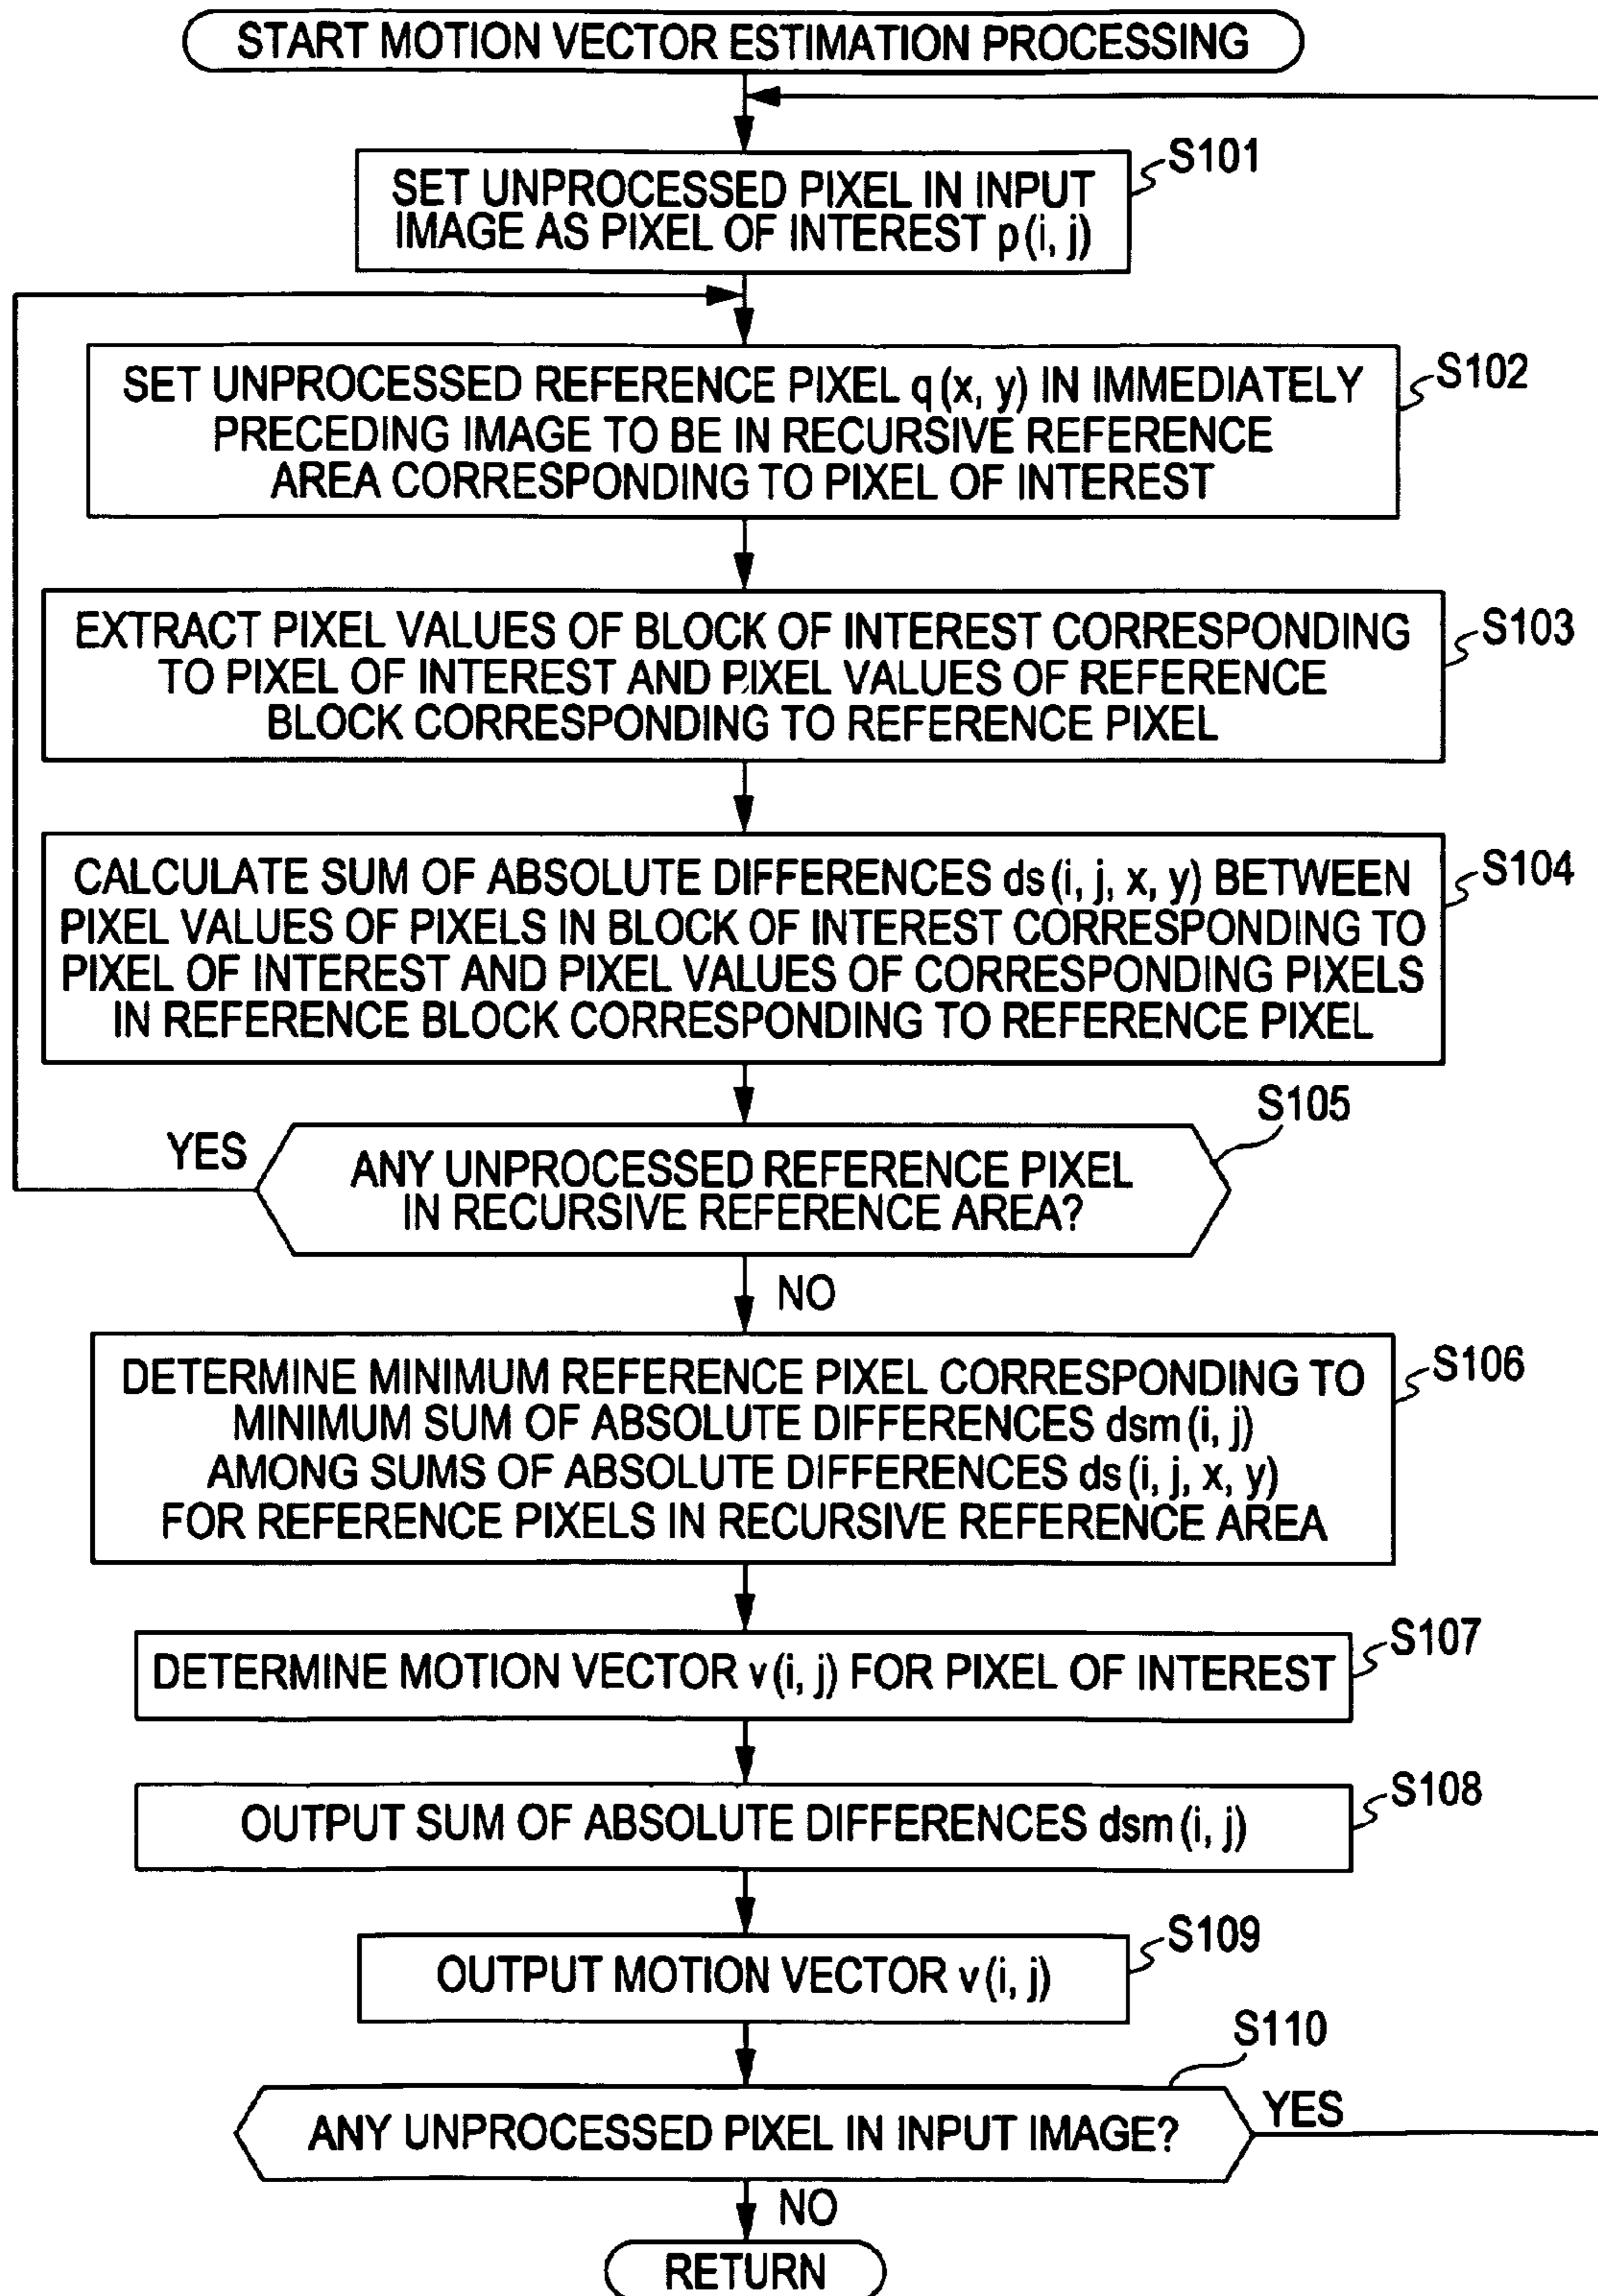 START MOTION VECTOR ESTIMATION PROCESSING
S101
SET UNPROCESSED PIXEL IN INPUT
IMAGE AS PIXEL OF INTEREST p(i, j)
S102
SET UNPROCESSED REFERENCE PIXEL q(x, y) IN IMMEDIATELY
PRECEDING IMAGE TO BE IN RECURSIVE REFERENCE
AREA CORRESPONDING TO PIXEL OF INTEREST
S103
EXTRACT PIXEL VALUES OF BLOCK OF INTEREST CORRESPONDING
TO PIXEL OF INTEREST AND PIXEL VALUES OF REFERENCE
BLOCK CORRESPONDING TO REFERENCE PIXEL
S104
CALCULATE SUM OF ABSOLUTE DIFFERENCES ds(i, j, x, y) BETWEEN
PIXEL VALUES OF PIXELS IN BLOCK OF INTEREST CORRESPONDING TO
PIXEL OF INTEREST AND PIXEL VALUES OF CORRESPONDING PIXELS
IN REFERENCE BLOCK CORRESPONDING TO REFERENCE PIXEL
S105
YES
ANY UNPROCESSED REFERENCE PIXEL
IN RECURSIVE REFERENCE AREA?
NO
S106
DETERMINE MINIMUM REFERENCE PIXEL CORRESPONDING TO
MINIMUM SUM OF ABSOLUTE DIFFERENCES dsm(i, j)
AMONG SUMS OF ABSOLUTE DIFFERENCES ds(i, j, x, y)
FOR REFERENCE PIXELS IN RECURSIVE REFERENCE AREA
S107
DETERMINE MOTION VECTOR v(i, j) FOR PIXEL OF INTEREST
S108
OUTPUT SUM OF ABSOLUTE DIFFERENCES dsm(i, j)
S109
OUTPUT MOTION VECTOR v(i, j)
S110
ANY UNPROCESSED PIXEL IN INPUT IMAGE?
YES
NO
RETURN